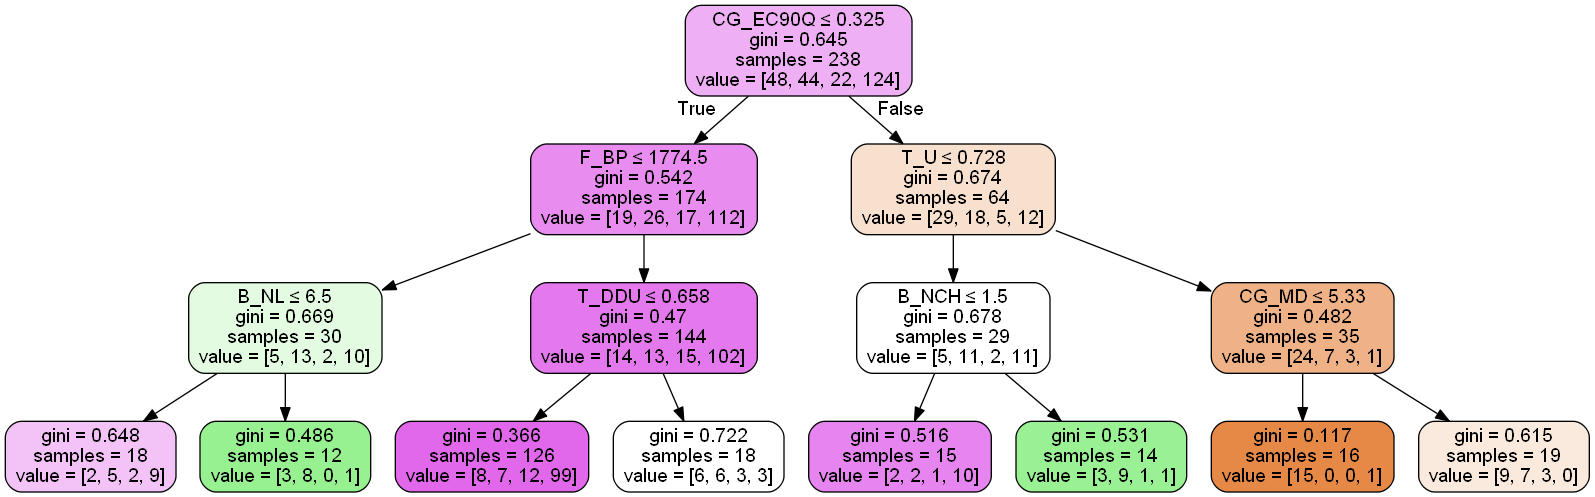 CG_EC90Q ≤ 0.325
gini = 0.645
samples = 238
value = [48, 44, 22, 124]
True
False
F_BP ≤ 1774.5
gini = 0.542
samples = 174
value = [19, 26, 17, 112]
T_U ≤ 0.728
gini = 0.674
samples = 64
value = [29, 18, 5, 12]
B_NL ≤ 6.5
gini = 0.669
samples = 30
value = [5, 13, 2, 10]
T_DDU ≤ 0.658
gini = 0.47
samples = 144
value = [14, 13, 15, 102]
B_NCH ≤ 1.5
gini = 0.678
samples = 29
value = [5, 11, 2, 11]
CG_MD ≤ 5.33
gini = 0.482
samples = 35
value = [24, 7, 3, 1]
gini = 0.648
samples = 18
value = [2, 5, 2, 9]
gini = 0.486
samples = 12
value = [3, 8, 0, 1]
gini = 0.366
samples = 126
value = [8, 7, 12, 99]
gini = 0.722
samples = 18
value = [6, 6, 3, 3]
gini = 0.516
samples = 15
value = [2, 2, 1, 10]
gini = 0.531
samples = 14
value = [3, 9, 1, 1]
gini = 0.117
samples = 16
value = [15, 0, 0, 1]
gini = 0.615
samples = 19
value = [9, 7, 3, 0]